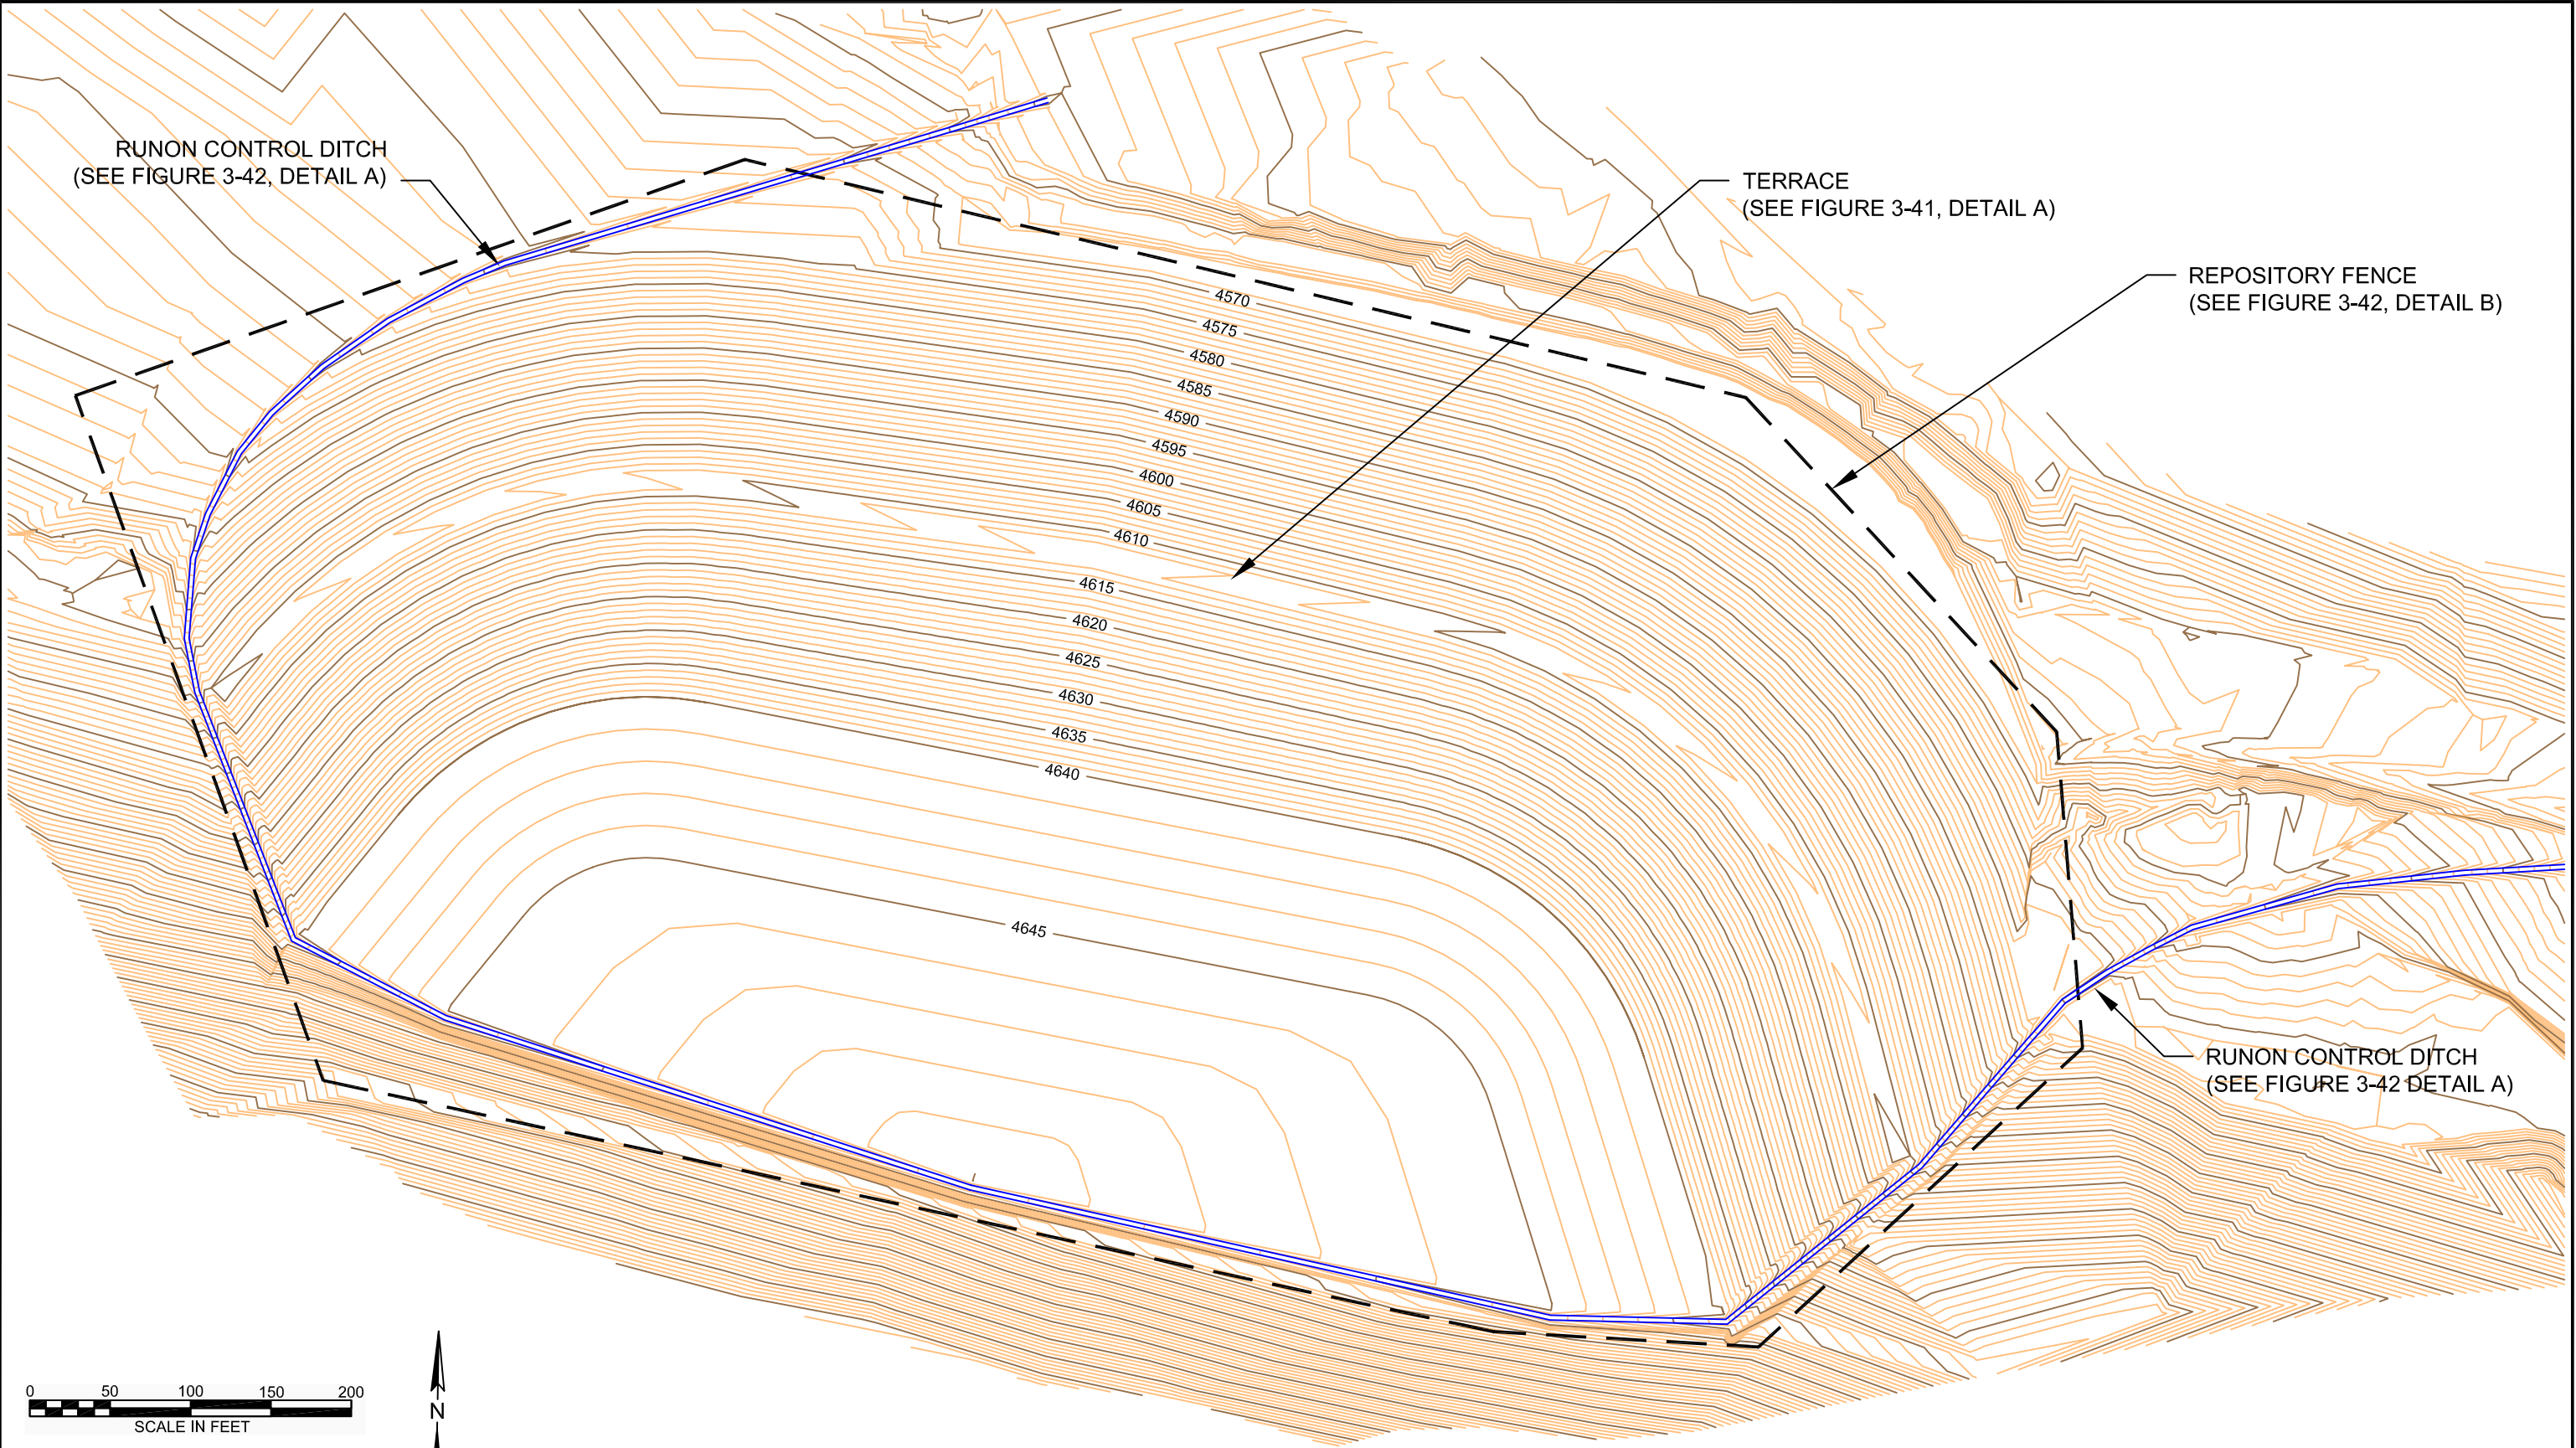 RUNON CONTROL DITCH
(SEE FIGURE 3-42, DETAIL A)
TERRACE
(SEE FIGURE 3-41, DETAIL A)
REPOSITORY FENCE
(SEE FIGURE 3-42, DETAIL B)
4570
4575
4580
4585
4590
4595
4600
4605
4610
4615
4620
4625
4630
4635
4640
4645
RUNON CONTROL DITCH
(SEE FIGURE 3-42 DETAIL A)
0 50 100 150 200
SCALE IN FEET
N